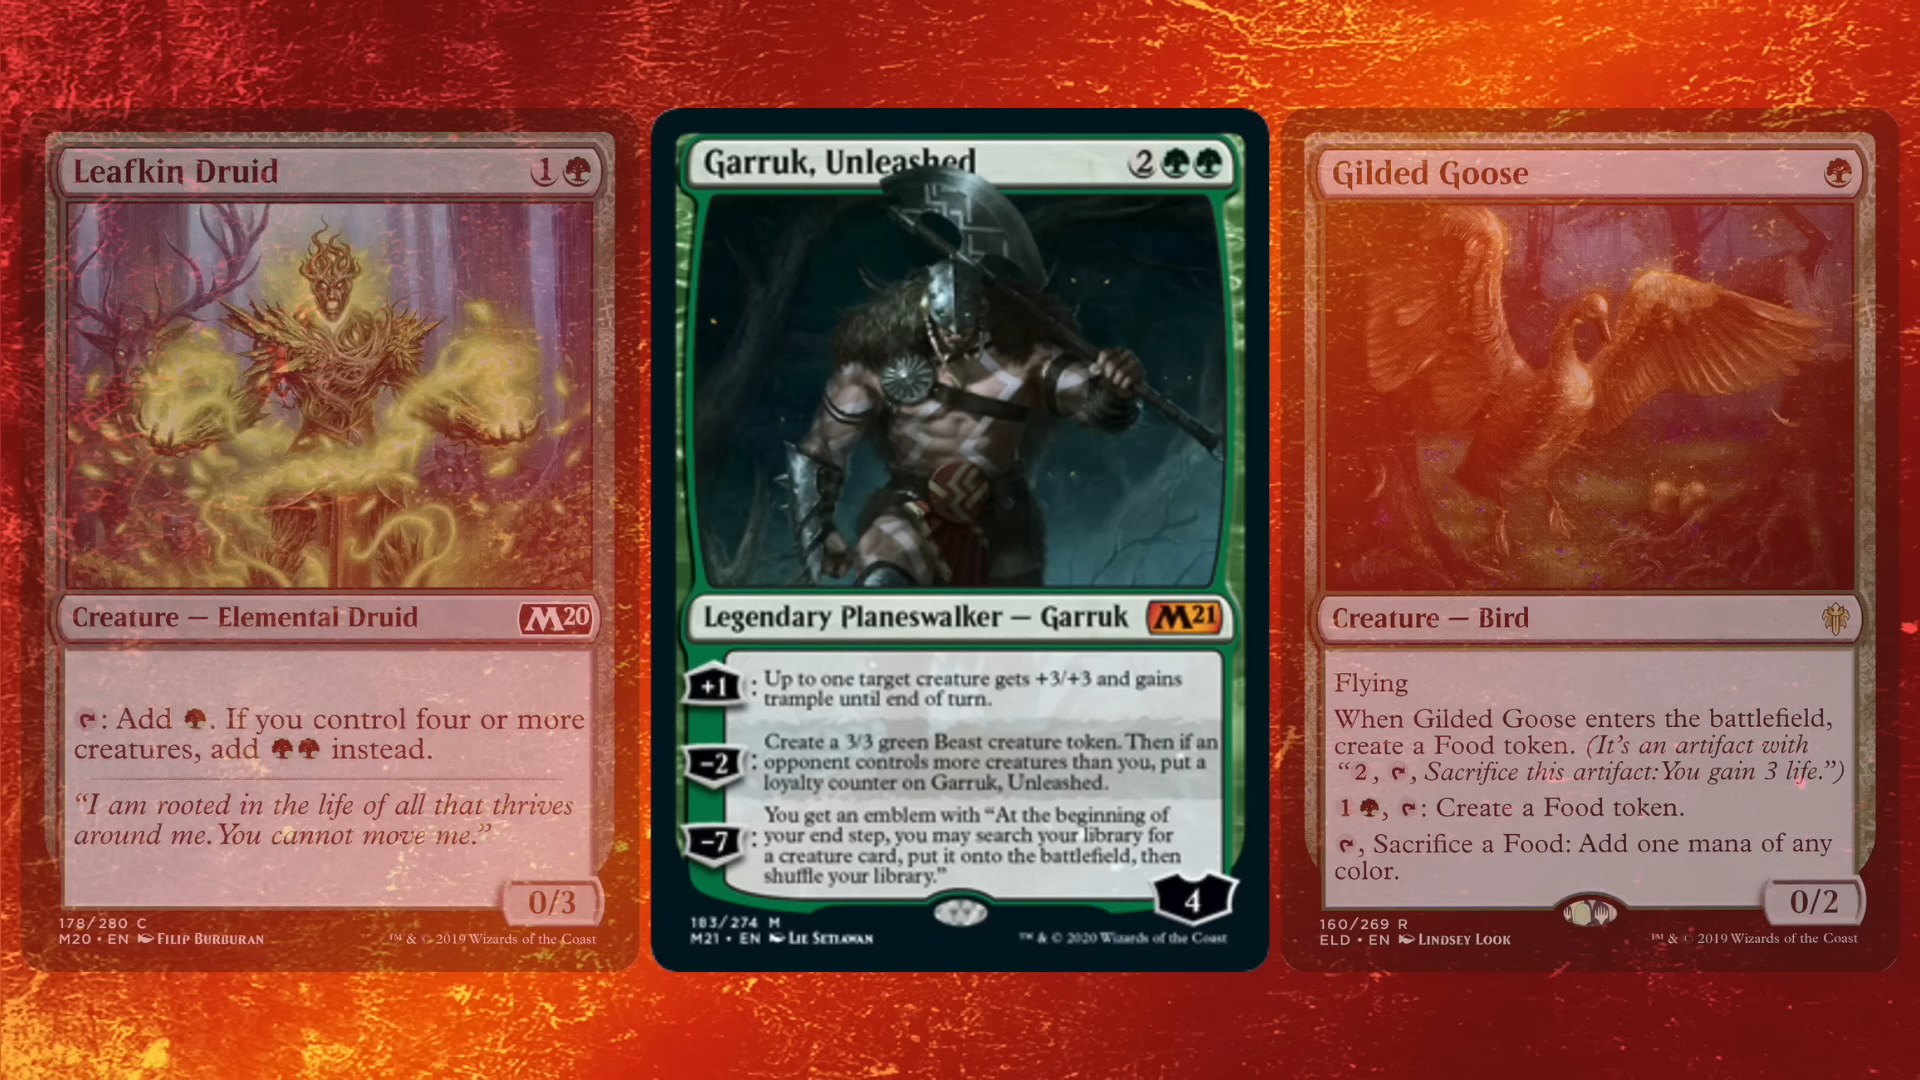 Leafkin Druid 1
Creature — Elemental Druid M20
: Add . If you control four or more
creatures, add instead.
“I am rooted in the life of all that thrives
around me. You cannot move me.”
0/3
178/280 C
M20 • EN Filip Burburan ™ & © 2019 Wizards of the Coast
Garruk, Unleashed 2
Legendary Planeswalker — Garruk M21
+1 : Up to one target creature gets +3/+3 and gains
trample until end of turn.
Create a 3/3 green Beast creature token. Then if an
−2 : opponent controls more creatures than you, put a
loyalty counter on Garruk, Unleashed.
You get an emblem with “At the beginning of
−7 : your end step, you may search your library for
a creature card, put it onto the battlefield, then
shuffle your library.”
4
183/274 M
M21 • EN Lie Setiawan ™ & © 2020 Wizards of the Coast
Gilded Goose
Creature — Bird
Flying
When Gilded Goose enters the battlefield,
create a Food token. (It’s an artifact with
“2, , Sacrifice this artifact: You gain 3 life.”)
1 , : Create a Food token.
, Sacrifice a Food: Add one mana of any
color.
0/2
160/269 R
ELD • EN Lindsey Look ™ & © 2019 Wizards of the Coast